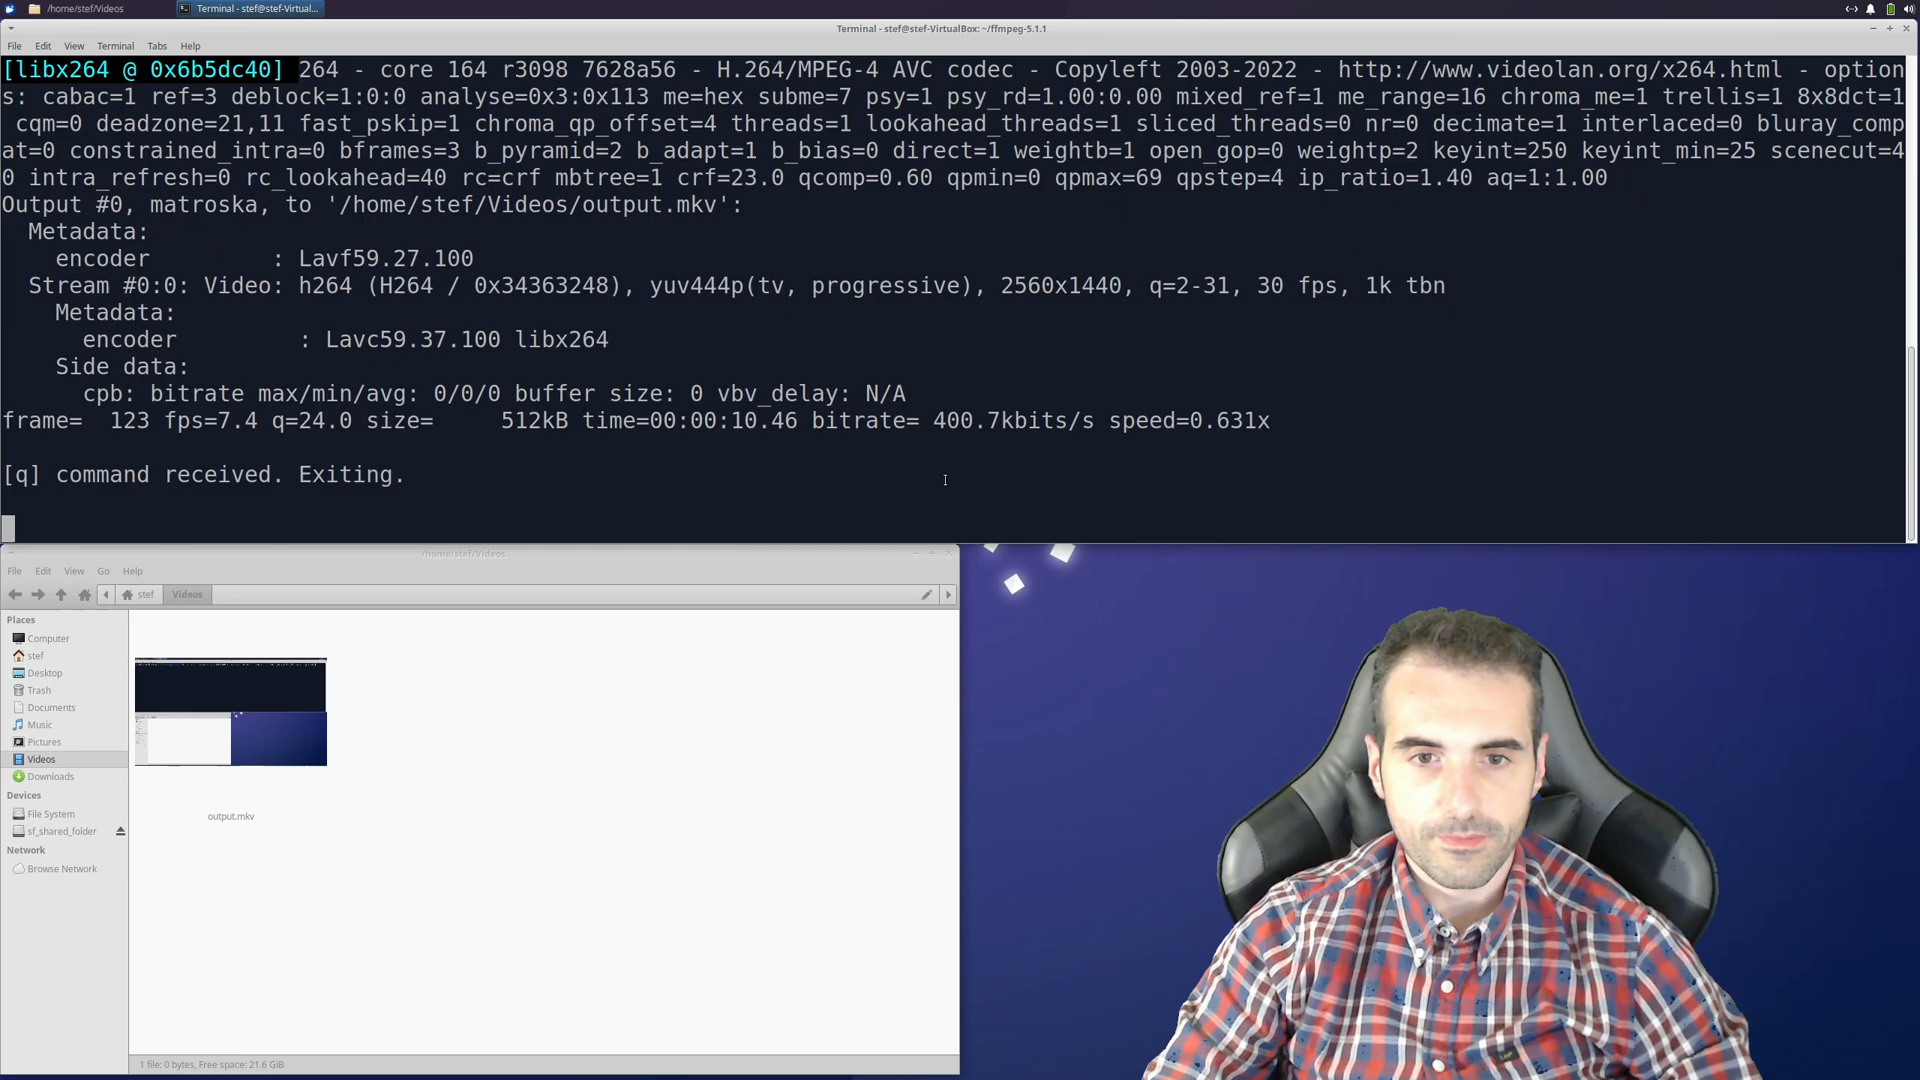 /home/stef/Videos
Terminal - stef@stef-Virtual...
Terminal - stef@stef-VirtualBox: ~/ffmpeg-5.1.1
File Edit View Terminal Tabs Help
[libx264 @ 0x6b5dc40] 264 - core 164 r3098 7628a56 - H.264/MPEG-4 AVC codec - Copyleft 2003-2022 - http://www.videolan.org/x264.html - option
s: cabac=1 ref=3 deblock=1:0:0 analyse=0x3:0x113 me=hex subme=7 psy=1 psy_rd=1.00:0.00 mixed_ref=1 me_range=16 chroma_me=1 trellis=1 8x8dct=1
cqm=0 deadzone=21,11 fast_pskip=1 chroma_qp_offset=4 threads=1 lookahead_threads=1 sliced_threads=0 nr=0 decimate=1 interlaced=0 bluray_comp
at=0 constrained_intra=0 bframes=3 b_pyramid=2 b_adapt=1 b_bias=0 direct=1 weightb=1 open_gop=0 weightp=2 keyint=250 keyint_min=25 scenecut=4
0 intra_refresh=0 rc_lookahead=40 rc=crf mbtree=1 crf=23.0 qcomp=0.60 qpmin=0 qpmax=69 qpstep=4 ip_ratio=1.40 aq=1:1.00
Output #0, matroska, to '/home/stef/Videos/output.mkv':
Metadata:
encoder : Lavf59.27.100
Stream #0:0: Video: h264 (H264 / 0x34363248), yuv444p(tv, progressive), 2560x1440, q=2-31, 30 fps, 1k tbn
Metadata:
encoder : Lavc59.37.100 libx264
Side data:
cpb: bitrate max/min/avg: 0/0/0 buffer size: 0 vbv_delay: N/A
frame= 123 fps=7.4 q=24.0 size= 512kB time=00:00:10.46 bitrate= 400.7kbits/s speed=0.631x
[q] command received. Exiting.
/home/stef/Videos
File Edit View Go Help
stef Videos
Places
Computer
stef
Desktop
Trash
Documents
Music
Pictures
Videos
Downloads
Devices
File System
sf_shared_folder
Network
Browse Network
output.mkv
1 file: 0 bytes, Free space: 21.6 GiB